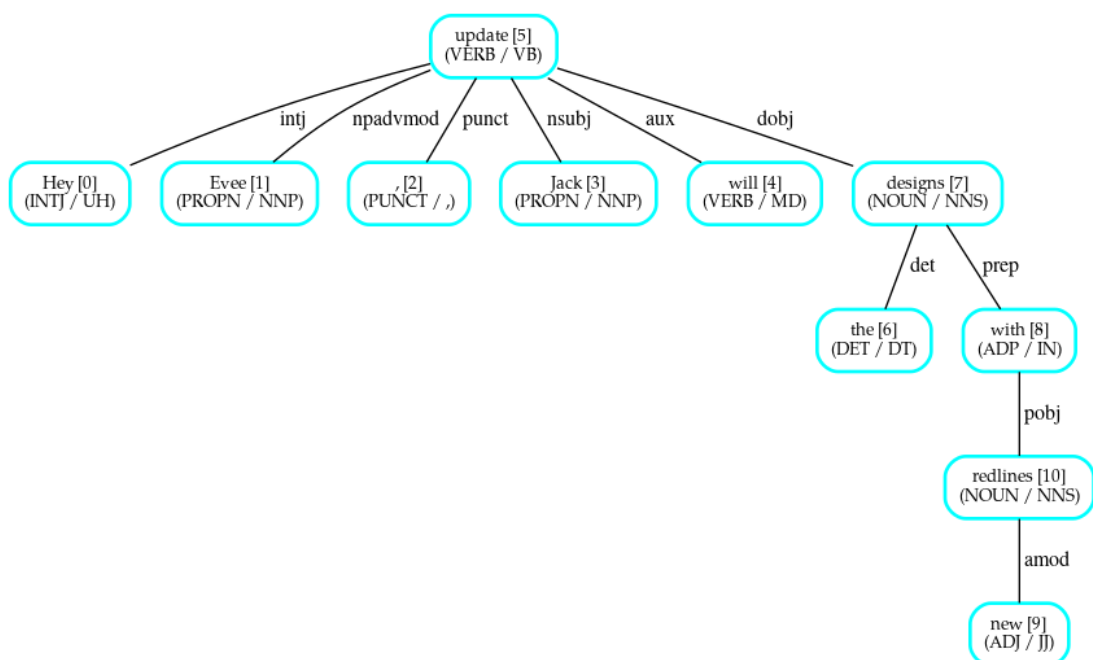 update [5]
(VERB / VB)
intj
npadvmod
punct
nsubj
aux
dobj
Hey [0]
(INTJ / UH)
Evee [1]
(PROPN / NNP)
, [2]
(PUNCT / ,)
Jack [3]
(PROPN / NNP)
will [4]
(VERB / MD)
designs [7]
(NOUN / NNS)
det
prep
the [6]
(DET / DT)
with [8]
(ADP / IN)
pobj
redlines [10]
(NOUN / NNS)
amod
new [9]
(ADJ / JJ)